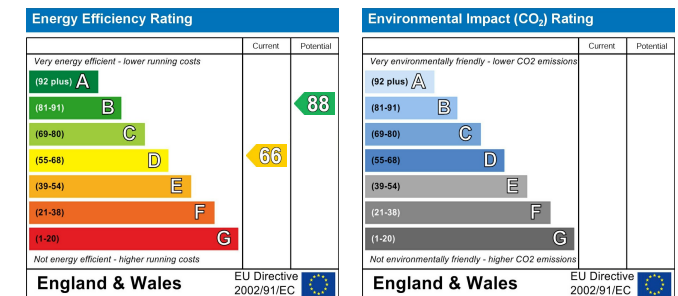 Energy Efficiency Rating
Current Potential
Very energy efficient - lower running costs
(92 plus) A
(81-91) B
88
(69-80) C
(55-68) D
66
(39-54) E
(21-38) F
(1-20) G
Not energy efficient - higher running costs
England & Wales
EU Directive
2002/91/EC
Environmental Impact (CO2) Rating
Current Potential
Very environmentally friendly - lower CO2 emissions
(92 plus) A
(81-91) B
(69-80) C
(55-68) D
(39-54) E
(21-38) F
(1-20) G
Not environmentally friendly - higher CO2 emissions
England & Wales
EU Directive
2002/91/EC